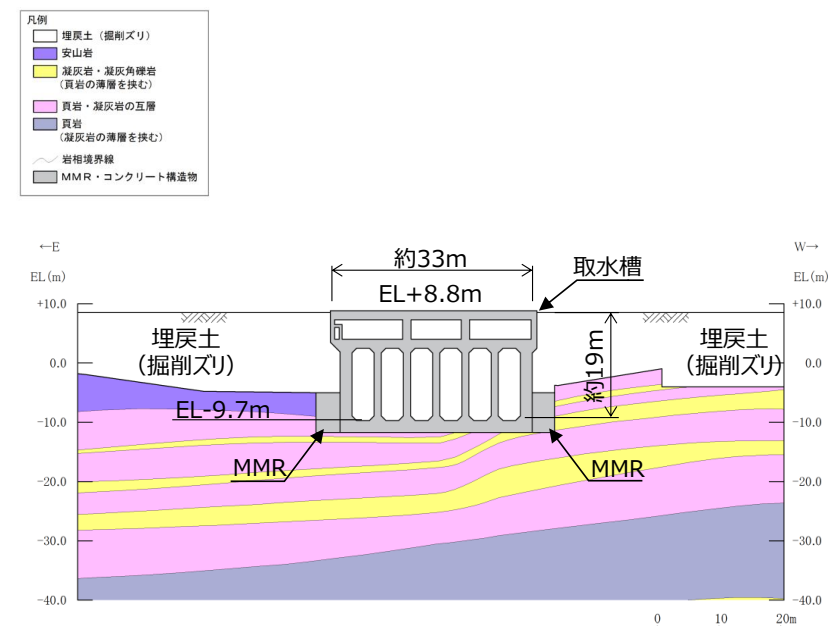 凡例
埋戻土（掘削ズリ）
安山岩
凝灰岩・凝灰角礫岩
（頁岩の薄層を挟む）
頁岩・凝灰岩の互層
頁岩
（凝灰岩の薄層を挟む）
岩相境界線
MMR・コンクリート構造物
←E
W→
EL(m)
EL(m)
約33m
取水槽
EL+8.8m
+10.0
+10.0
埋戻土
（掘削ズリ）
約19m
埋戻土
（掘削ズリ）
0.0
0.0
EL-9.7m
-10.0
-10.0
MMR
MMR
-20.0
-20.0
-30.0
-30.0
-40.0
-40.0
0 10 20m